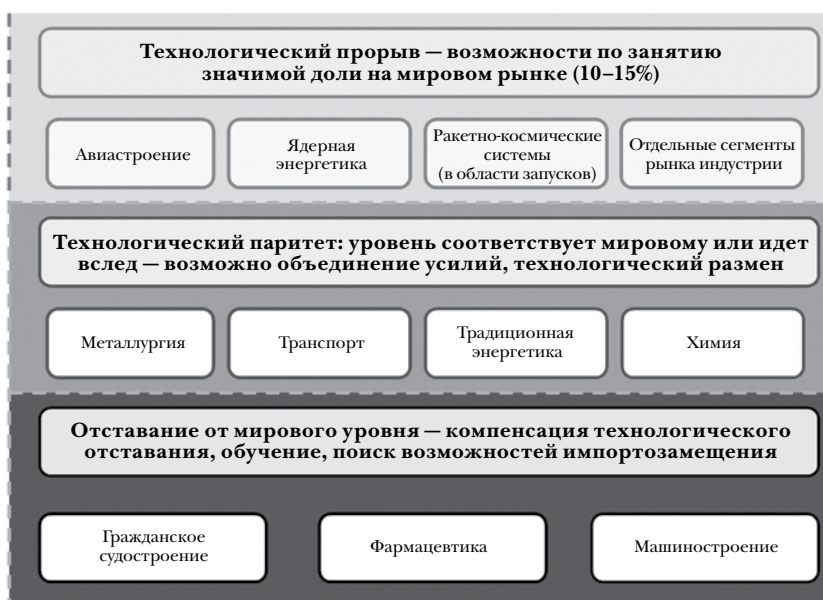 Технологический прорыв — возможности по занятию
значимой доли на мировом рынке (10–15%)
Авиастроение
Ядерная
энергетика
Ракетно-космические
системы
(в области запусков)
Отдельные сегменты
рынка индустрии
Технологический паритет: уровень соответствует мировому или идет
вслед — возможно объединение усилий, технологический размен
Металлургия
Транспорт
Традиционная
энергетика
Химия
Отставание от мирового уровня — компенсация технологического
отставания, обучение, поиск возможностей импортозамещения
Гражданское
судостроение
Фармацевтика
Машиностроение